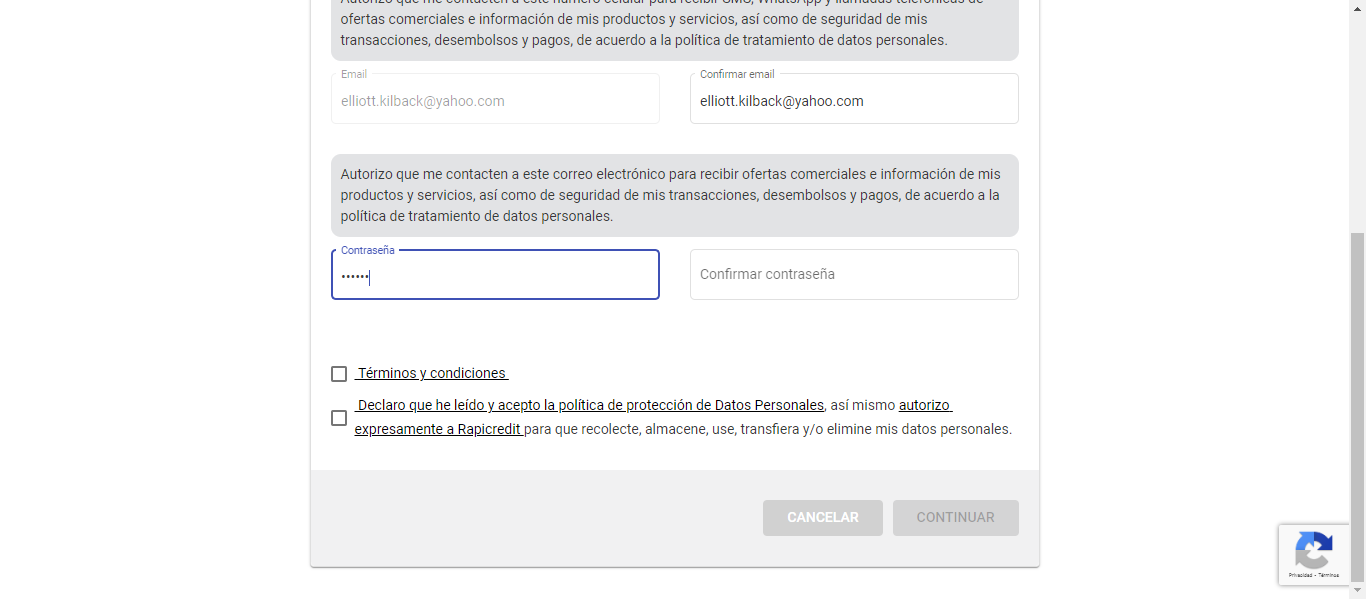 Autorizo que me contacten a este número celular para recibir SMS, WhatsApp y llamadas telefónicas de
ofertas comerciales e información de mis productos y servicios, así como de seguridad de mis
transacciones, desembolsos y pagos, de acuerdo a la política de tratamiento de datos personales.
Email
Confirmar email
elliott.kilback@yahoo.com
elliott.kilback@yahoo.com
Autorizo que me contacten a este correo electrónico para recibir ofertas comerciales e información de mis
productos y servicios, así como de seguridad de mis transacciones, desembolsos y pagos, de acuerdo a la
política de tratamiento de datos personales.
Contraseña
••••••
Confirmar contraseña
Términos y condiciones
Declaro que he leído y acepto la política de protección de Datos Personales, así mismo autorizo
expresamente a Rapicredit para que recolecte, almacene, use, transfiera y/o elimine mis datos personales.
CANCELAR
CONTINUAR
Privacidad - Términos